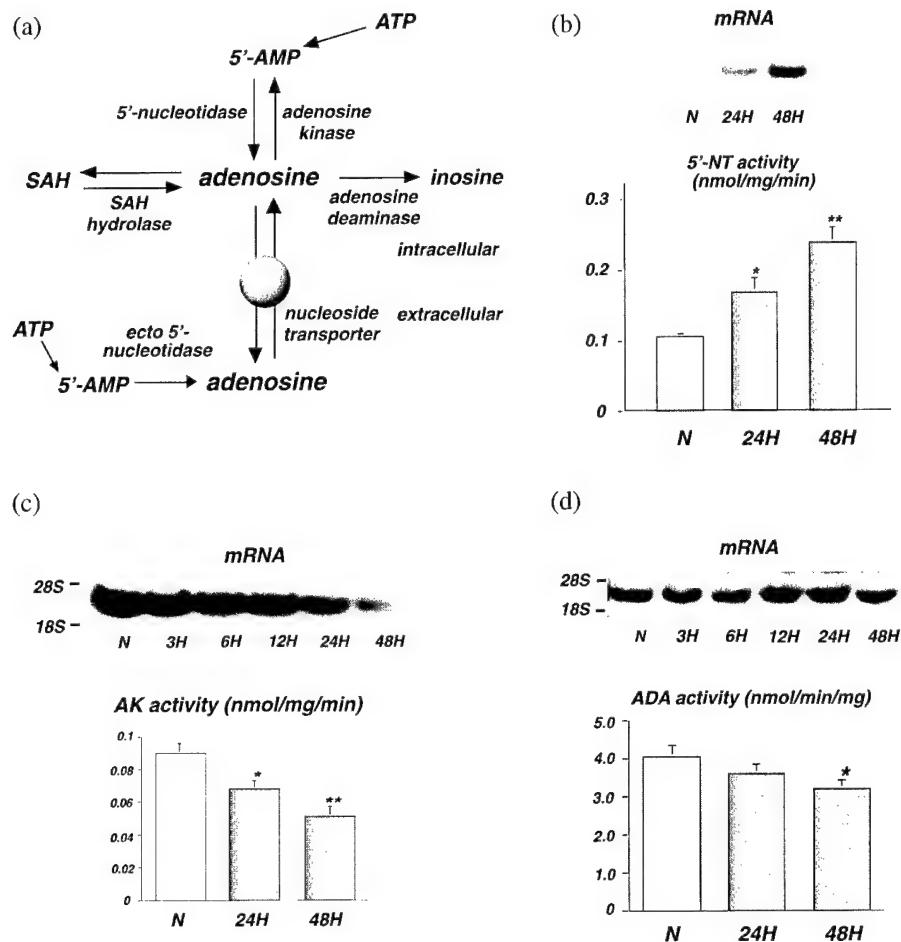 (a)
ATP
5'-AMP
5'-nucleotidase
adenosine
kinase
SAH
adenosine
inosine
SAH
hydrolase
adenosine
deaminase
intracellular
nucleoside
transporter
extracellular
ATP
ecto 5'-
nucleotidase
5'-AMP
adenosine
(b)
mRNA
N 24H 48H
5'-NT activity
(nmol/mg/min)
0.3
**
0.2
*
0.1
0
N 24H 48H
(c)
mRNA
28S
18S
N 3H 6H 12H 24H 48H
AK activity (nmol/mg/min)
0.1
0.08
*
0.06
**
0.04
0.02
0
N 24H 48H
(d)
mRNA
28S
18S
N 3H 6H 12H 24H 48H
ADA activity (nmol/min/mg)
5.0
4.0
*
3.0
2.0
1.0
0
N 24H 48H